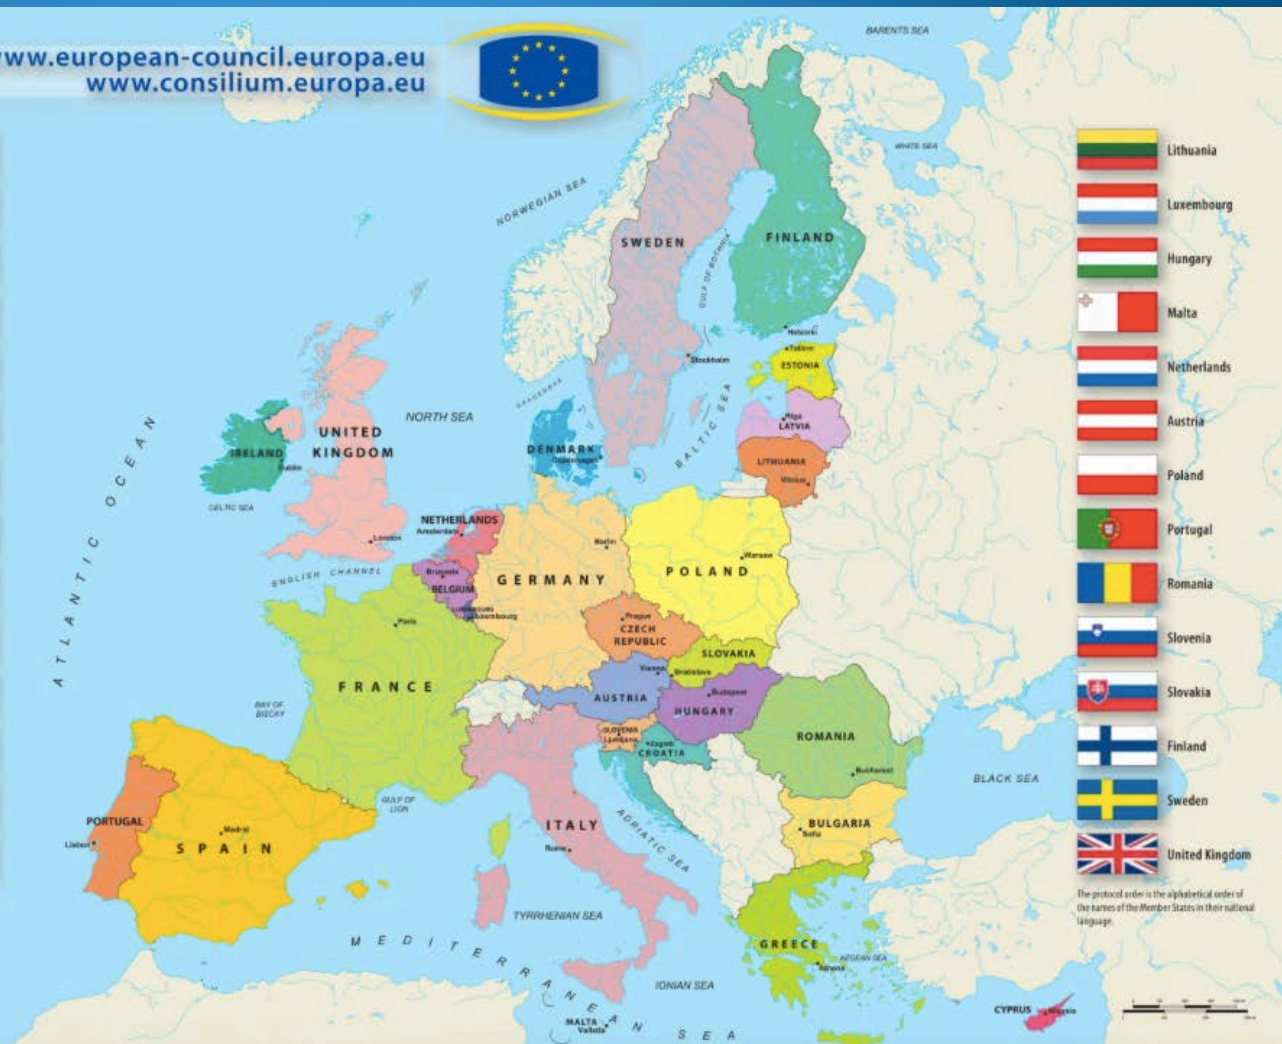 www.european-council.europa.eu
www.consilium.europa.eu
BARENTS SEA
WHITE SEA
NORWEGIAN SEA
SWEDEN
FINLAND
GULF OF BOTHNIA
Helsinki
Tallinn
Stockholm
ESTONIA
SKAGERRAK
BALTIC SEA
Riga
LATVIA
NORTH SEA
UNITED
KINGDOM
IRELAND
Dublin
DENMARK
Copenhagen
LITHUANIA
Vilnius
CELTIC SEA
ATLANTIC OCEAN
NETHERLANDS
Amsterdam
London
Berlin
Warsaw
ENGLISH CHANNEL
Brussels
BELGIUM
GERMANY
POLAND
LUXEMBOURG
Luxembourg
Paris
Prague
CZECH
REPUBLIC
SLOVAKIA
Vienna
Bratislava
FRANCE
AUSTRIA
Budapest
HUNGARY
BAY OF
BISCAY
SLOVENIA
Ljubljana
Zagreb
CROATIA
ROMANIA
Bucharest
BLACK SEA
GULF OF
LION
PORTUGAL
Lisbon
Madrid
SPAIN
ITALY
Rome
ADRIATIC SEA
BULGARIA
Sofia
TYRRHENIAN SEA
MEDITERRANEAN SEA
IONIAN SEA
GREECE
Athens
AEGEAN SEA
MALTA
Valletta
CYPRUS
Nicosia
Lithuania
Luxembourg
Hungary
Malta
Netherlands
Austria
Poland
Portugal
Romania
Slovenia
Slovakia
Finland
Sweden
United Kingdom
The protocol order is the alphabetical order of
the names of the Member States in their national
language.